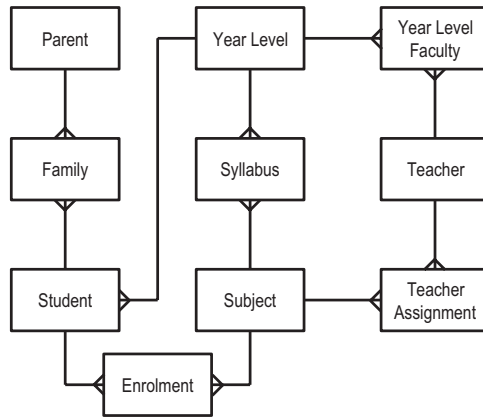 Parent
Year Level
Year Level
Faculty
Family
Syllabus
Teacher
Student
Subject
Teacher
Assignment
Enrolment